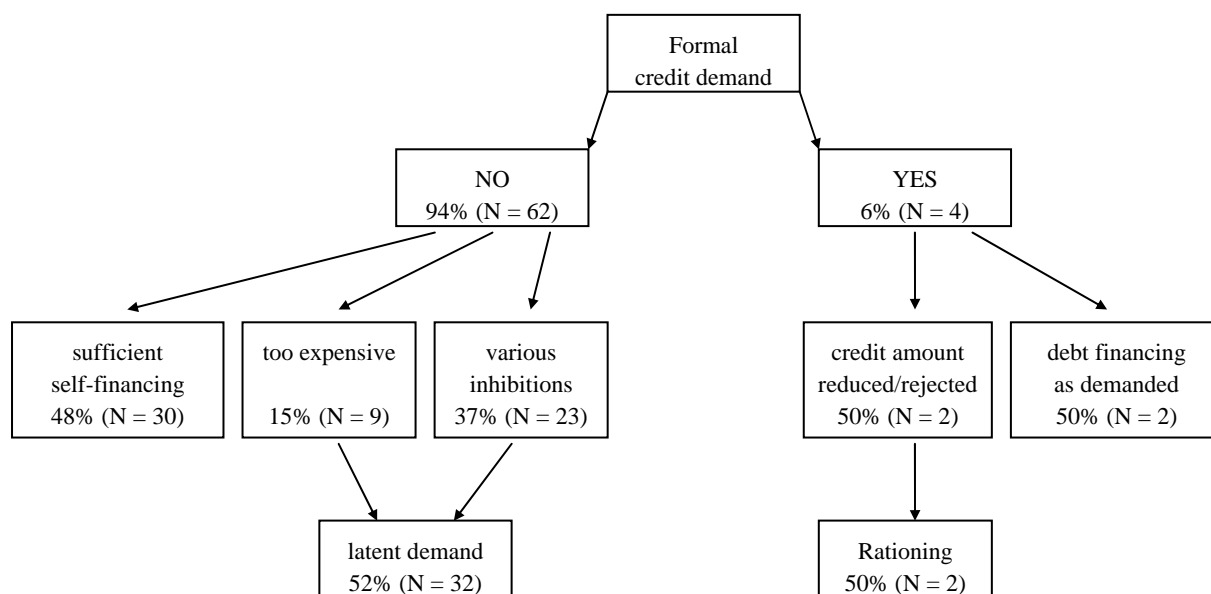 Formal
credit demand
NO
94% (N = 62)
YES
6% (N = 4)
sufficient
self-financing
48% (N = 30)
too expensive
15% (N = 9)
various
inhibitions
37% (N = 23)
credit amount
reduced/rejected
50% (N = 2)
debt financing
as demanded
50% (N = 2)
latent demand
52% (N = 32)
Rationing
50% (N = 2)